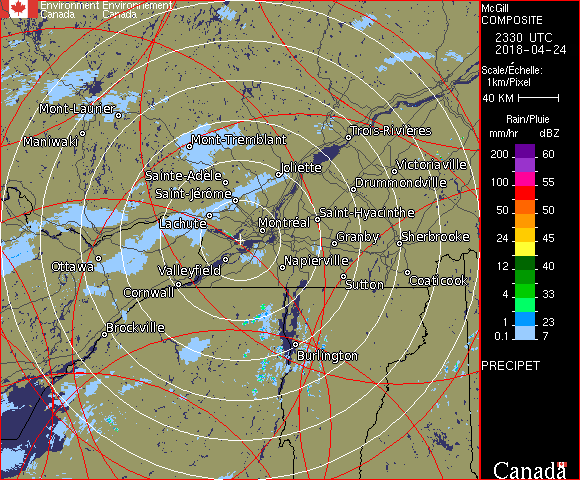 Environment Environnement
Canada Canada
McGill
COMPOSITE
2330 UTC
2018-04-24
Scale/Échelle:
1km/Pixel
40 KM
Rain/Pluie
mm/hr dBZ
200 60
100 55
50 50
24 45
12 40
4 33
1 23
0.1 7
PRECIPET
Canada
Mont-Laurier
Maniwaki
Mont-Tremblant
Trois-Rivières
Sainte-Adèle
Joliette
Victoriaville
Saint-Jérôme
Drummondville
Lachute
Montréal
Saint-Hyacinthe
Granby
Sherbrooke
Ottawa
Valleyfield
Napierville
Cornwall
Sutton
Coaticook
Brockville
Burlington